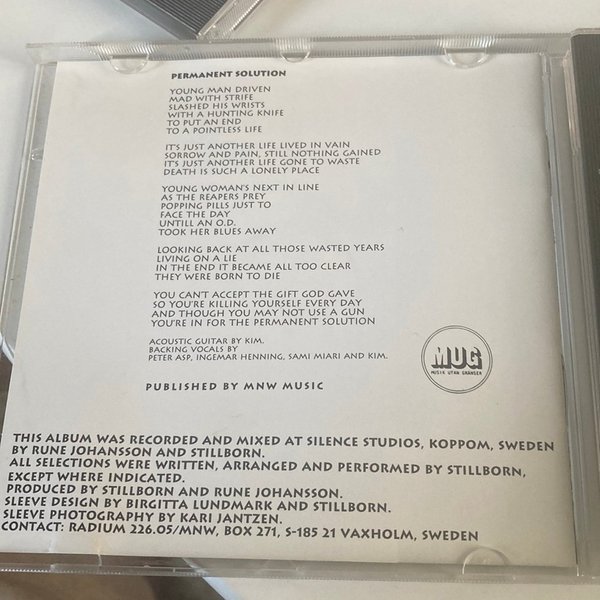 PERMANENT SOLUTION
YOUNG MAN DRIVEN
MAD WITH STRIFE
SLASHED HIS WRISTS
WITH A HUNTING KNIFE
TO PUT AN END
TO A POINTLESS LIFE
IT'S JUST ANOTHER LIFE LIVED IN VAIN
SORROW AND PAIN, STILL NOTHING GAINED
IT'S JUST ANOTHER LIFE GONE TO WASTE
DEATH IS SUCH A LONELY PLACE
YOUNG WOMAN'S NEXT IN LINE
AS THE REAPERS PREY
POPPING PILLS JUST TO
FACE THE DAY
UNTILL AN O.D.
TOOK HER BLUES AWAY
LOOKING BACK AT ALL THOSE WASTED YEARS
LIVING ON A LIE
IN THE END IT BECAME ALL TOO CLEAR
THEY WERE BORN TO DIE
YOU CAN'T ACCEPT THE GIFT GOD GAVE
SO YOU'RE KILLING YOURSELF EVERY DAY
AND THOUGH YOU MAY NOT USE A GUN
YOU'RE IN FOR THE PERMANENT SOLUTION
ACOUSTIC GUITAR BY KIM.
BACKING VOCALS BY
PETER ASP, INGEMAR HENNING, SAMI MIARI AND KIM.
MUG
MUSIK UTAN GRÄNSER
PUBLISHED BY MNW MUSIC
THIS ALBUM WAS RECORDED AND MIXED AT SILENCE STUDIOS, KOPPOM, SWEDEN
BY RUNE JOHANSSON AND STILLBORN.
ALL SELECTIONS WERE WRITTEN, ARRANGED AND PERFORMED BY STILLBORN,
EXCEPT WHERE INDICATED.
PRODUCED BY STILLBORN AND RUNE JOHANSSON.
SLEEVE DESIGN BY BIRGITTA LUNDMARK AND STILLBORN.
SLEEVE PHOTOGRAPHY BY KARI JANTZEN.
CONTACT: RADIUM 226.05/MNW, BOX 271, S-185 21 VAXHOLM, SWEDEN